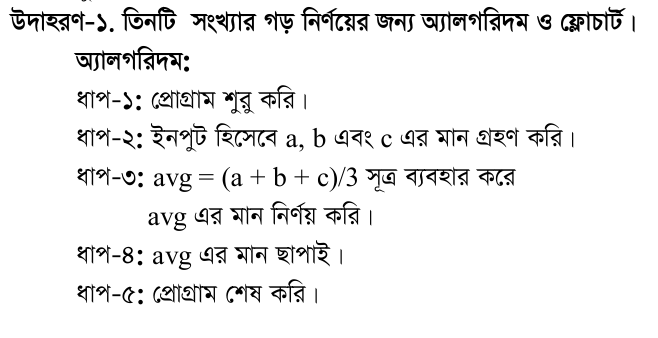 উদাহরণ-১. তিনটি সংখ্যার গড় নির্ণয়ের জন্য অ্যালগরিদম ও ফ্লোচার্ট।
অ্যালগরিদম:
ধাপ-১: প্রোগ্রাম শুরু করি।
ধাপ-২: ইনপুট হিসেবে a, b এবং c এর মান গ্রহণ করি।
ধাপ-৩: avg = (a + b + c)/3 সূত্র ব্যবহার করে
avg এর মান নির্ণয় করি।
ধাপ-৪: avg এর মান ছাপাই।
ধাপ-৫: প্রোগ্রাম শেষ করি।